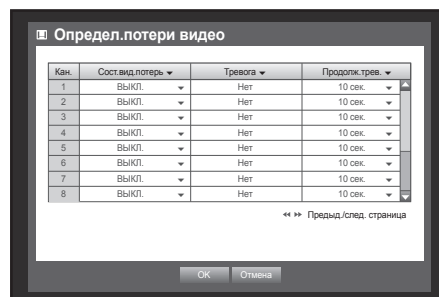 Опредeл.потери видео
Кан. Сост.вид.потерь Тревога Продолж.трев.
1 ВЫКЛ. Нет 10 сек.
2 ВЫКЛ. Нет 10 сек.
3 ВЫКЛ. Нет 10 сек.
4 ВЫКЛ. Нет 10 сек.
5 ВЫКЛ. Нет 10 сек.
6 ВЫКЛ. Нет 10 сек.
7 ВЫКЛ. Нет 10 сек.
8 ВЫКЛ. Нет 10 сек.
Предыд./след. страница
OK Отмена